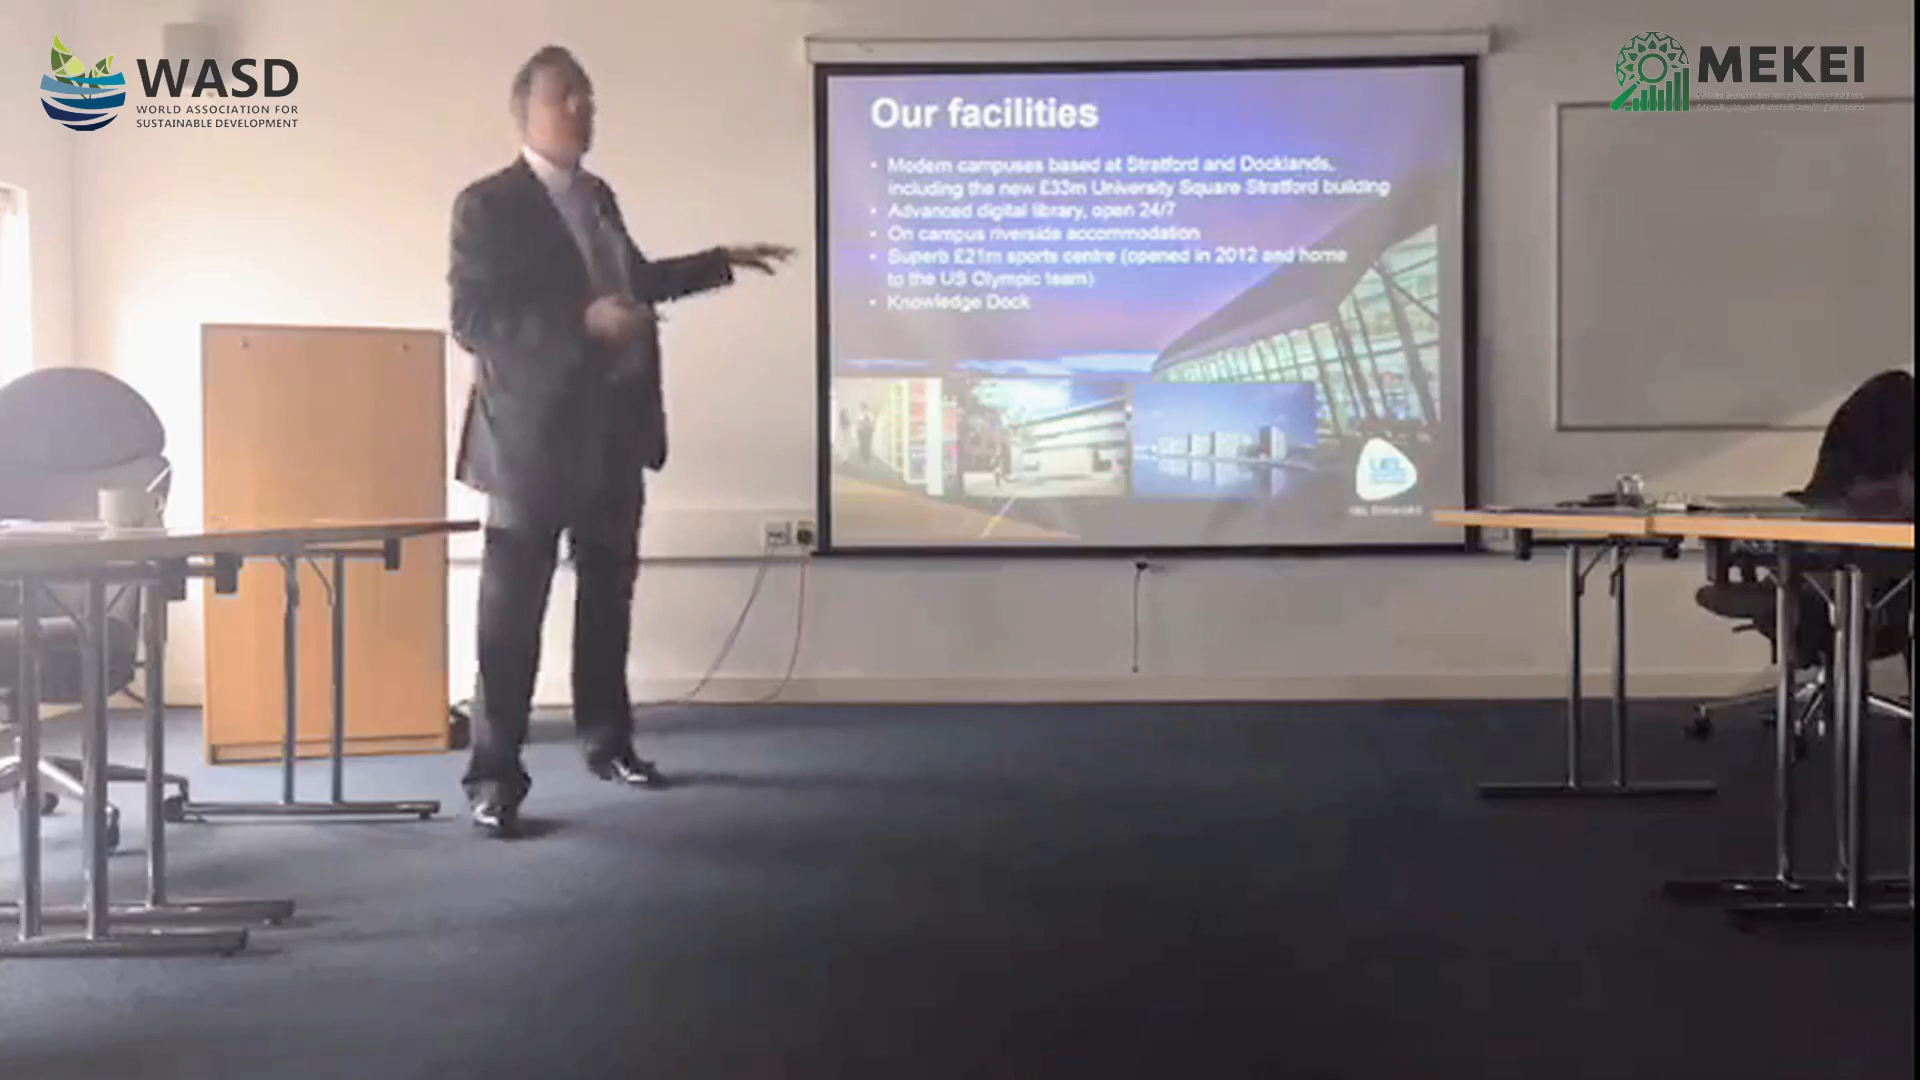 WASD
WORLD ASSOCIATION FOR
SUSTAINABLE DEVELOPMENT
MEKEI
Our facilities
• Modern campuses based at Stratford and Docklands,
including the new £33m University Square Stratford building
• Advanced digital library, open 24/7
• On campus riverside accommodation
• Superb £21m sports centre (opened in 2012 and home
to the US Olympic team)
• Knowledge Dock
UEL